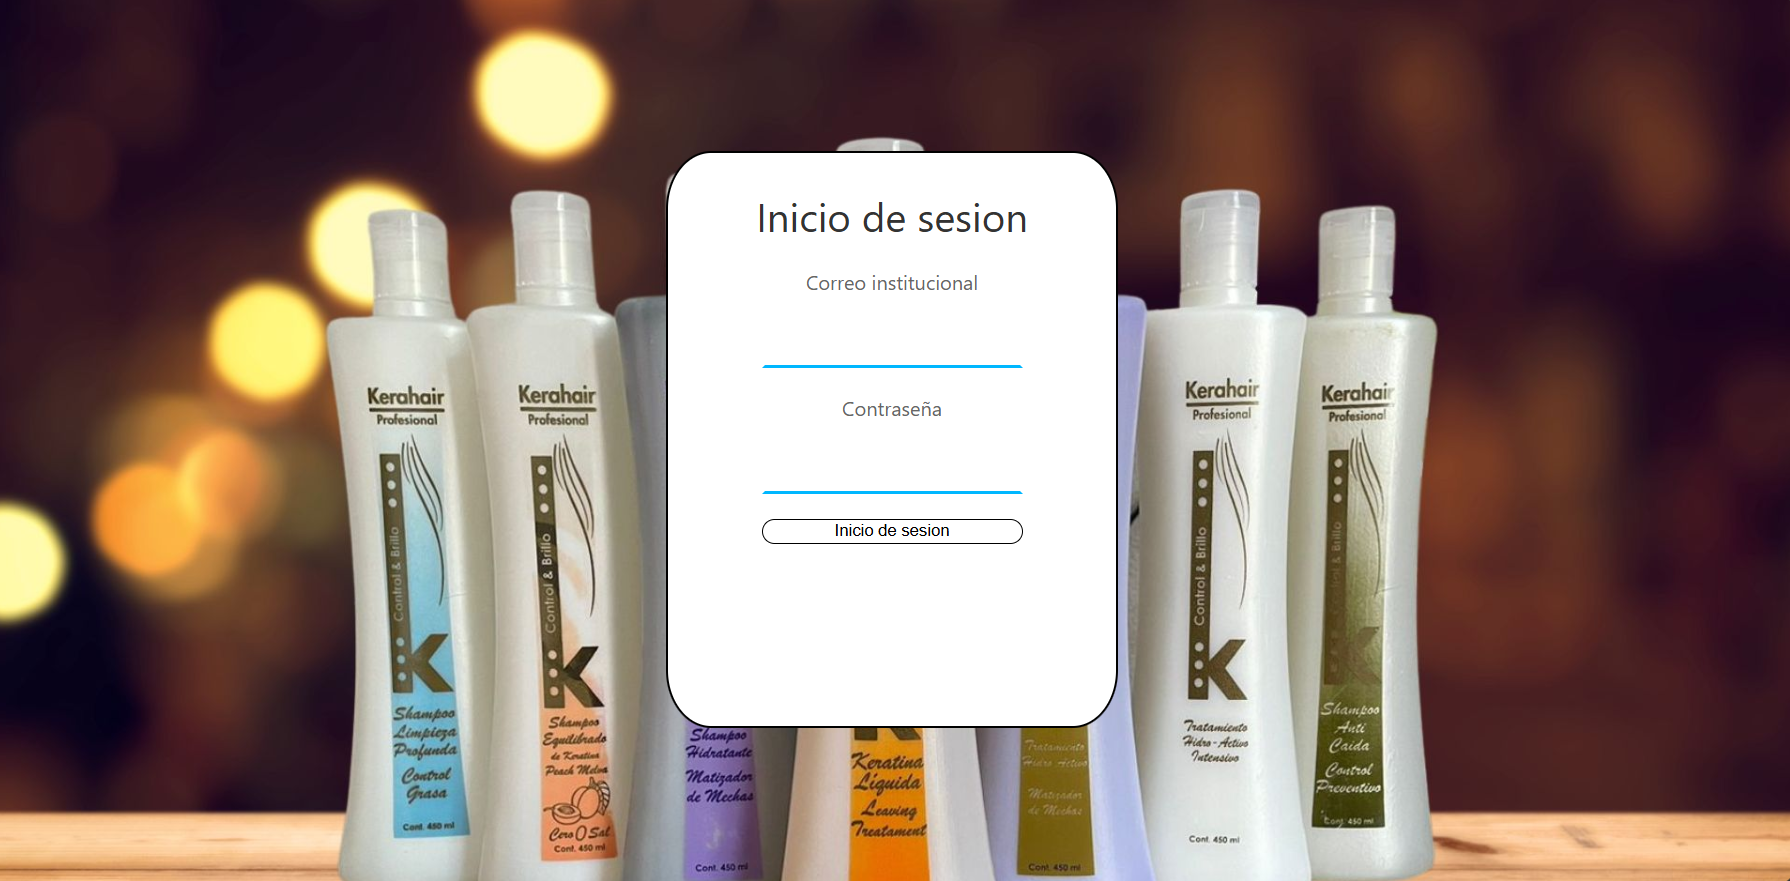 Inicio de sesion
Correo institucional
Contraseña
Inicio de sesion
Kerahair
Profesional
Control & Brillo
K
Shampoo
Limpieza
Profunda
Control
Grasa
Cont. 450 ml
Kerahair
Profesional
Control & Brillo
K
Shampoo
Equilibrado
de Keratina
Peach Melva
Cero 0 Sal
Cont. 450 ml
Shampoo
Hidratante
Matizador
de Mechas
Cont. 450 ml
Keratina
Líquida
Leaving
Treatament
Tratamiento
Hidro-Activo
Matizador
de Mechas
Cont. 450 ml
Kerahair
Profesional
Control & Brillo
K
Tratamiento
Hidro-Activo
Intensivo
Cont. 450 ml
Kerahair
Profesional
Control & Brillo
K
Shampoo
Anti
Caida
Control
Preventivo
Cont. 450 ml